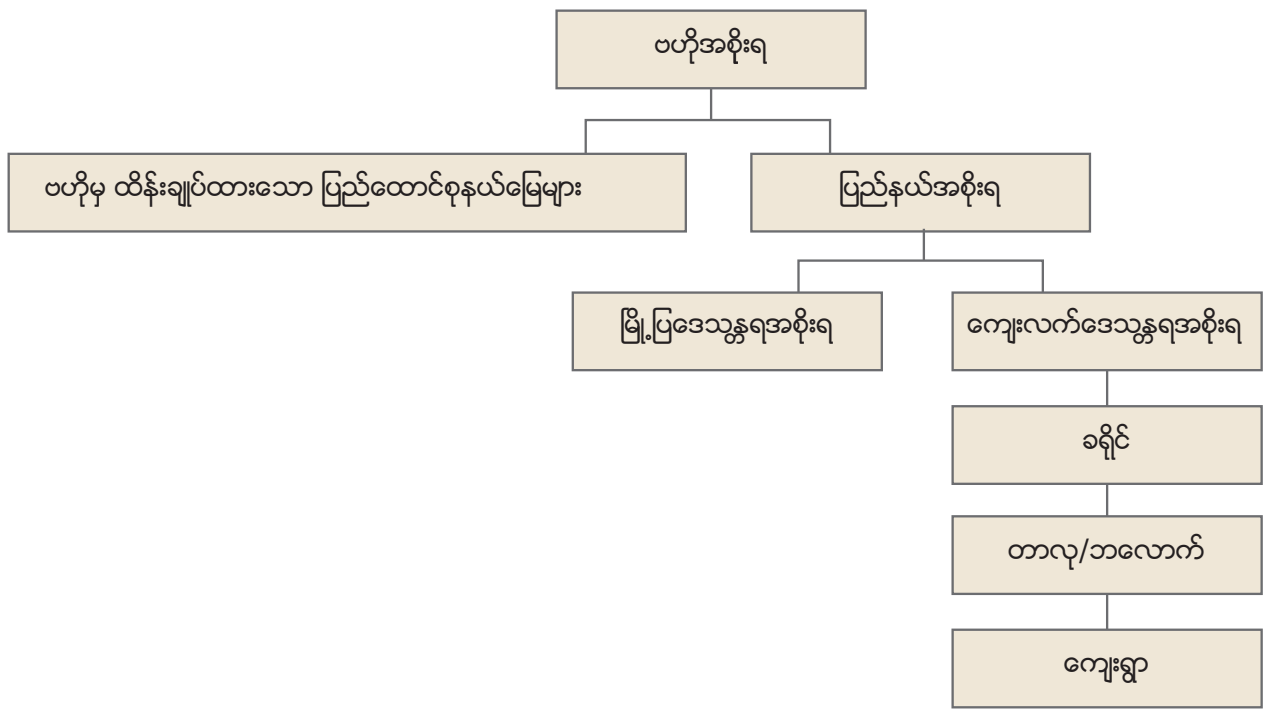 ဗဟိုအစိုးရ
ဗဟိုမှ ထိန်းချုပ်ထားသော ပြည်ထောင်စုနယ်မြေများ
ပြည်နယ်အစိုးရ
မြို့ပြဒေသန္တရအစိုးရ
ကျေးလက်ဒေသန္တရအစိုးရ
ခရိုင်
တာလု/ဘလောက်
ကျေးရွာ